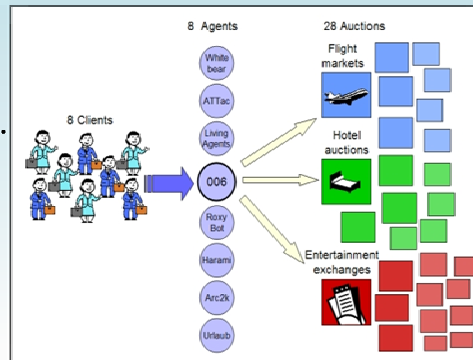 8 Agents
28 Auctions
Flight
markets
White
bear
ATTac
8 Clients
Living
Agents
Hotel
auctions
006
Roxy
Bot
Entertainment
exchanges
Harami
Arc2k
Urlaub